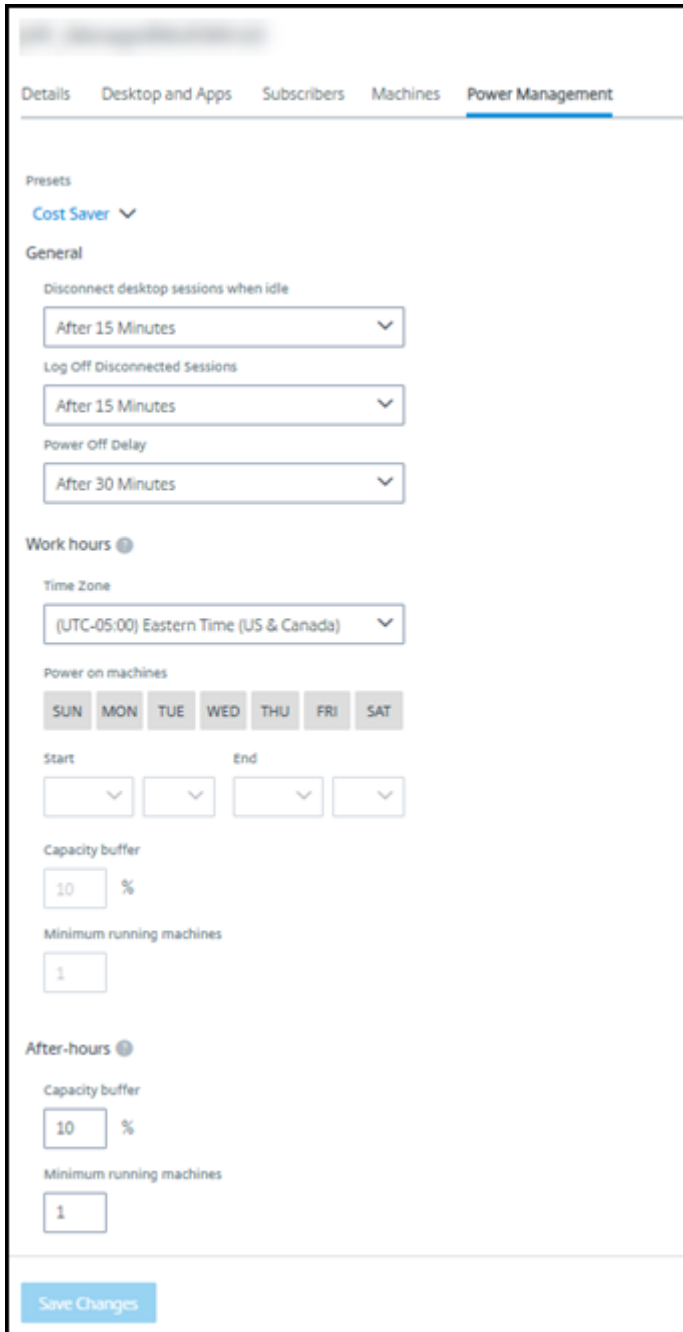 Details Desktop and Apps Subscribers Machines Power Management
Presets
Cost Saver
General
Disconnect desktop sessions when idle
After 15 Minutes
Log Off Disconnected Sessions
After 15 Minutes
Power Off Delay
After 30 Minutes
Work hours ?
Time Zone
(UTC-05:00) Eastern Time (US & Canada)
Power on machines
SUN MON TUE WED THU FRI SAT
Start End
Capacity buffer
10 %
Minimum running machines
1
After-hours ?
Capacity buffer
10 %
Minimum running machines
1
Save Changes